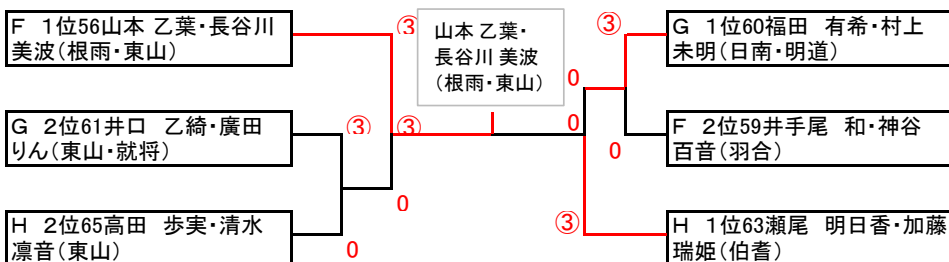 F 1位56山本 乙葉・長谷川
美波(根雨・東山)
③
山本 乙葉・
長谷川 美波
(根雨・東山)
③
G 1位60福田 有希・村上
未明(日南・明道)
0
G 2位61井口 乙綺・廣田
りん(東山・就将)
③
③
0
0
F 2位59井手尾 和・神谷
百音(羽合)
0
H 2位65高田 歩実・清水
凛音(東山)
0
③
H 1位63瀬尾 明日香・加藤
瑞姫(伯耆)
0